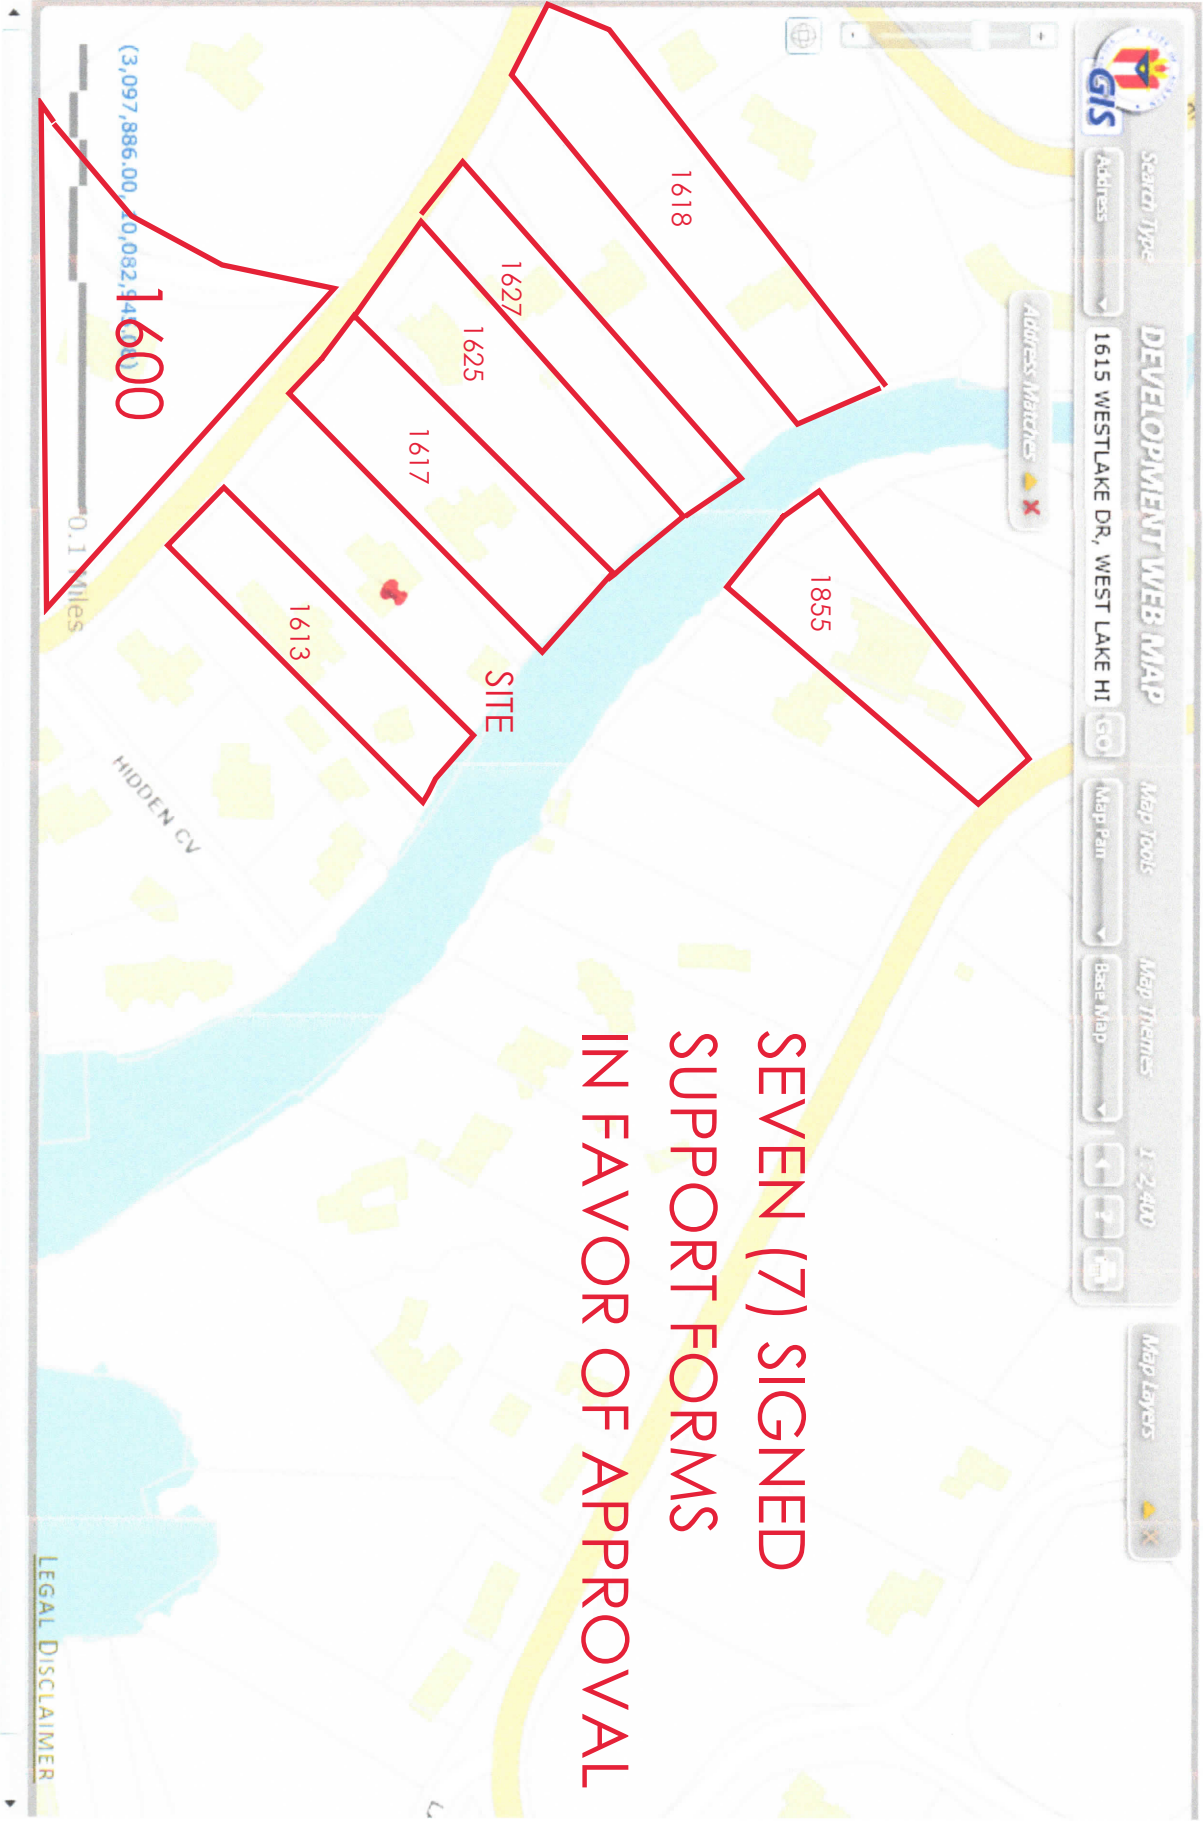 GIS
Search Type
DEVELOPMENT WEB MAP
Map Tools
Map Themes
1: 2,400
Map Layers
Address
1615 WESTLAKE DR, WEST LAKE HI
GO
Map Pan
Base Map
?
Address Matches
+
-
1618
1627
1625
1617
1613
1855
1600
SITE
SEVEN (7) SIGNED
SUPPORT FORMS
IN FAVOR OF APPROVAL
HIDDEN CV
0.1 Miles
LEGAL DISCLAIMER